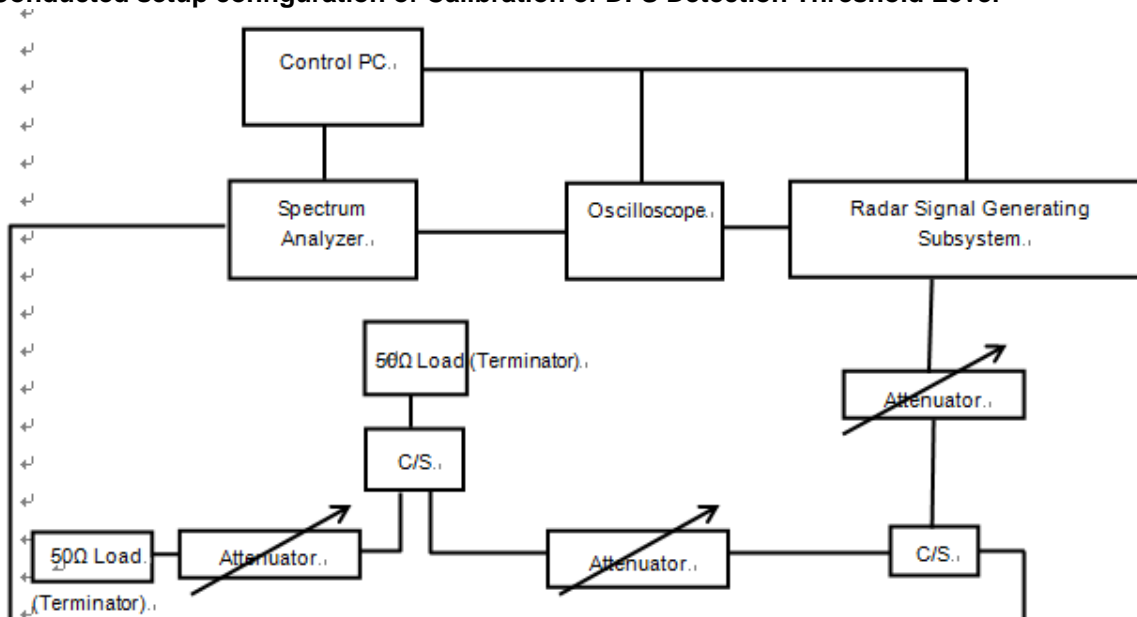 Conducted setup configuration of Calibration of DFS Detection Threshold Level
Control PC
Spectrum
Analyzer
Oscilloscope
Radar Signal Generating
Subsystem
50Ω Load (Terminator)
Attenuator
C/S
50Ω Load
(Terminator)
Attenuator
Attenuator
C/S